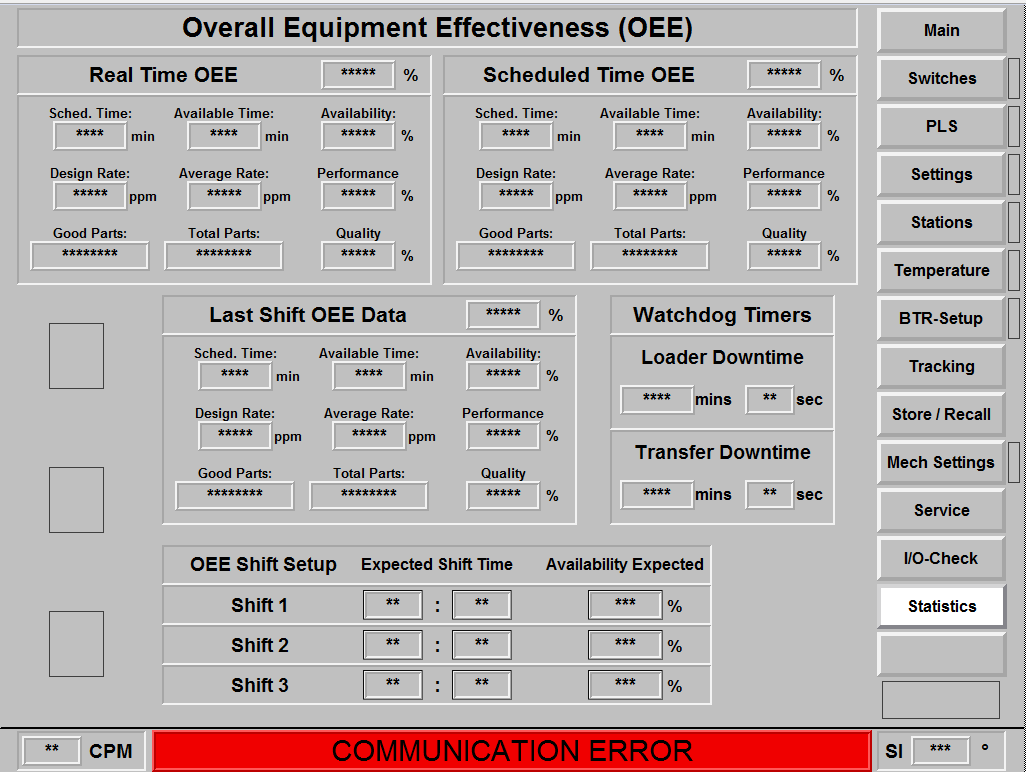 Overall Equipment Effectiveness (OEE)
Real Time OEE ***** %
Sched. Time: Available Time: Availability:
**** min **** min ***** %
Design Rate: Average Rate: Performance
***** ppm ***** ppm ***** %
Good Parts: Total Parts: Quality
******** ******** ***** %
Scheduled Time OEE ***** %
Sched. Time: Available Time: Availability:
**** min **** min ***** %
Design Rate: Average Rate: Performance
***** ppm ***** ppm ***** %
Good Parts: Total Parts: Quality
******** ******** ***** %
Last Shift OEE Data ***** %
Sched. Time: Available Time: Availability:
**** min **** min ***** %
Design Rate: Average Rate: Performance
***** ppm ***** ppm ***** %
Good Parts: Total Parts: Quality
******** ******** ***** %
Watchdog Timers
Loader Downtime
**** mins ** sec
Transfer Downtime
**** mins ** sec
OEE Shift Setup Expected Shift Time Availability Expected
Shift 1 ** : ** *** %
Shift 2 ** : ** *** %
Shift 3 ** : ** *** %
Main
Switches
PLS
Settings
Stations
Temperature
BTR-Setup
Tracking
Store / Recall
Mech Settings
Service
I/O-Check
Statistics
** CPM COMMUNICATION ERROR SI *** °